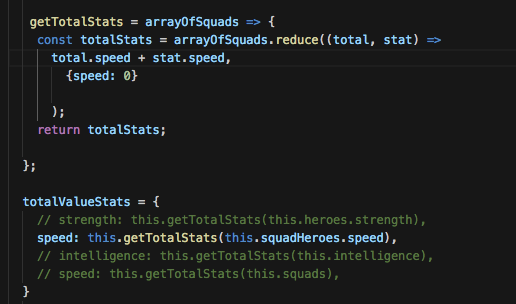 getTotalStats = arrayOfSquads => {
const totalStats = arrayOfSquads.reduce((total, stat) =>
total.speed + stat.speed,
{speed: 0}
);
return totalStats;
};
totalValueStats = {
// strength: this.getTotalStats(this.heroes.strength),
speed: this.getTotalStats(this.squadHeroes.speed),
// intelligence: this.getTotalStats(this.intelligence),
// speed: this.getTotalStats(this.squads),
}